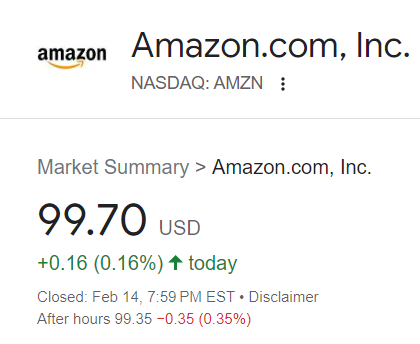 amazon
Amazon.com, Inc.
NASDAQ: AMZN
Market Summary > Amazon.com, Inc.
99.70 USD
+0.16 (0.16%) ↑ today
Closed: Feb 14, 7:59 PM EST • Disclaimer
After hours 99.35 −0.35 (0.35%)